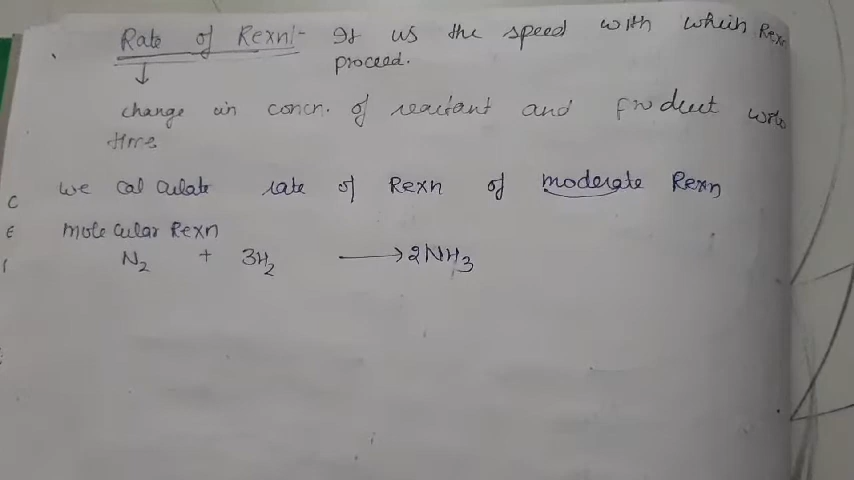 Rate of Rexn:- It is the speed with which Rexn
proceed.
change in concn. of reactant and product with
time
We calculate rate of Rexn of moderate Rexn
C
E molecular Rexn
N2 + 3H2 → 2NH3